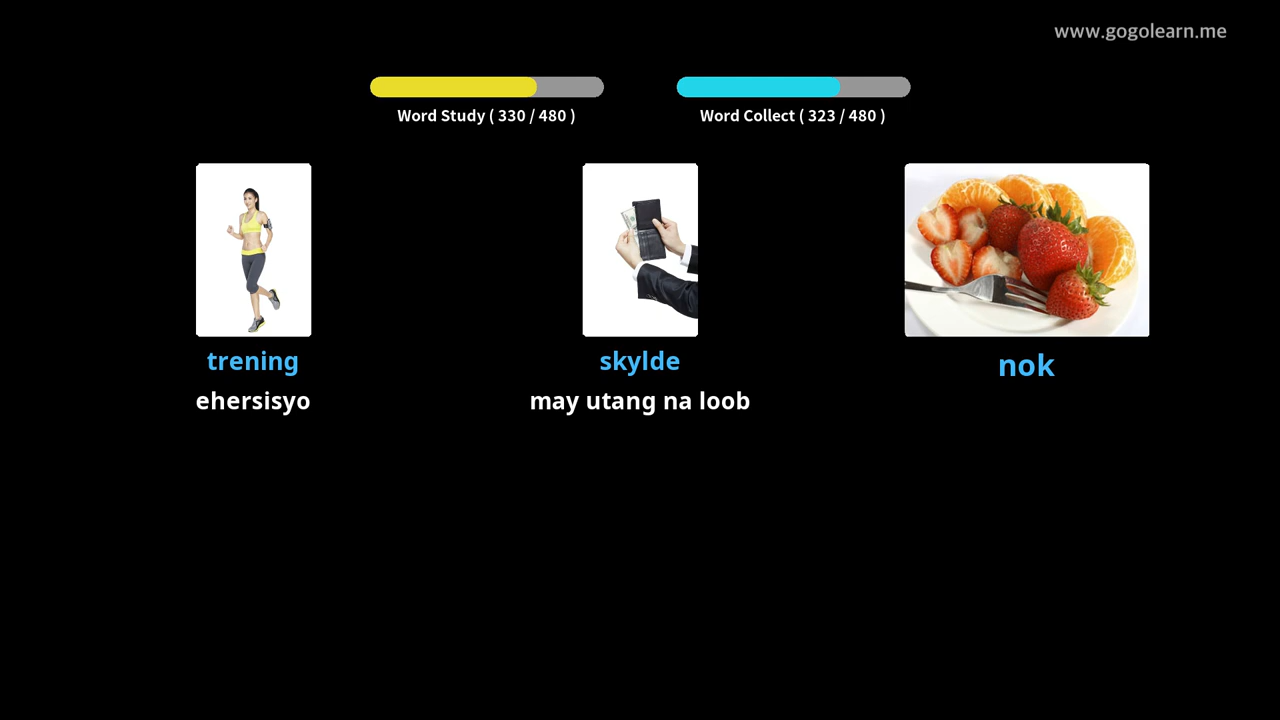 www.gogolearn.me
Word Study ( 330 / 480 )
Word Collect ( 323 / 480 )
trening
ehersisyo
skylde
may utang na loob
nok